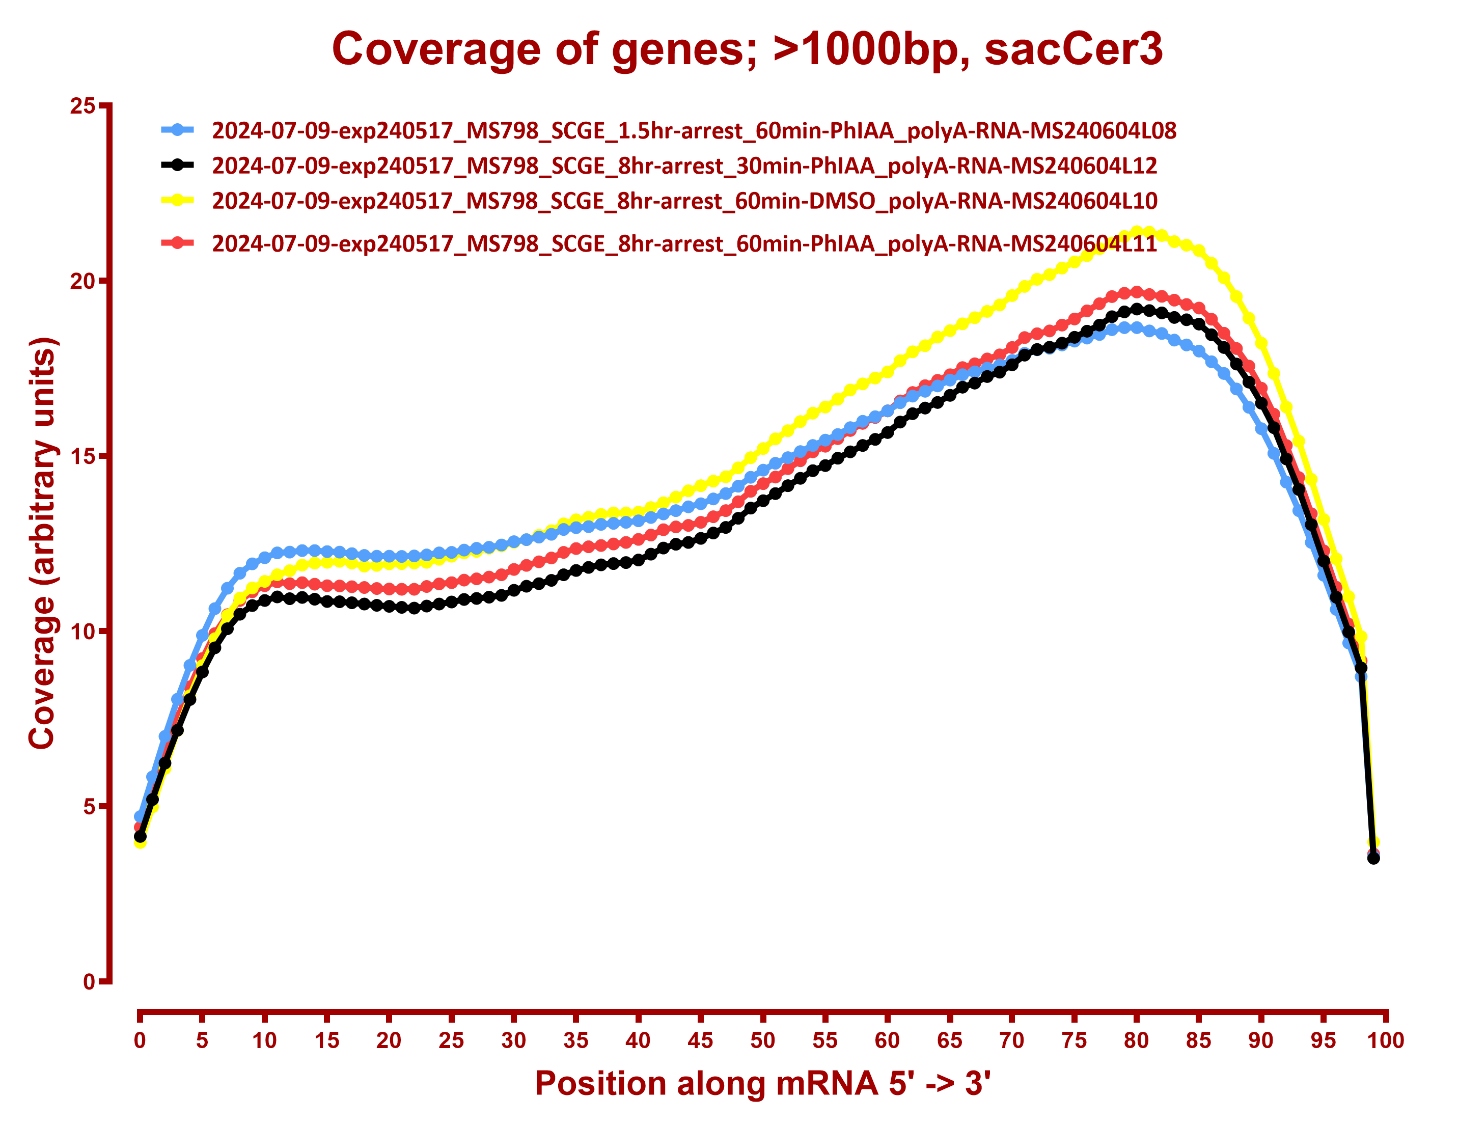 Coverage of genes; >1000bp, sacCer3
25
2024-07-09-exp240517_MS798_SCGE_1.5hr-arrest_60min-PhIAA_polyA-RNA-MS240604L08
2024-07-09-exp240517_MS798_SCGE_8hr-arrest_30min-PhIAA_polyA-RNA-MS240604L12
2024-07-09-exp240517_MS798_SCGE_8hr-arrest_60min-DMSO_polyA-RNA-MS240604L10
2024-07-09-exp240517_MS798_SCGE_8hr-arrest_60min-PhIAA_polyA-RNA-MS240604L11
20
15
10
5
0
Coverage (arbitrary units)
0 5 10 15 20 25 30 35 40 45 50 55 60 65 70 75 80 85 90 95 100
Position along mRNA 5' -> 3'